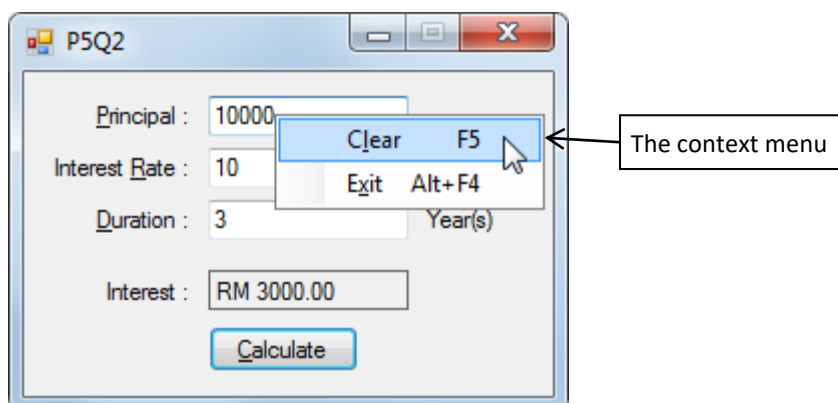 P5Q2
Principal : 10000
Clear F5
The context menu
Interest Rate : 10
Exit Alt+F4
Duration : 3 Year(s)
Interest : RM 3000.00
Calculate